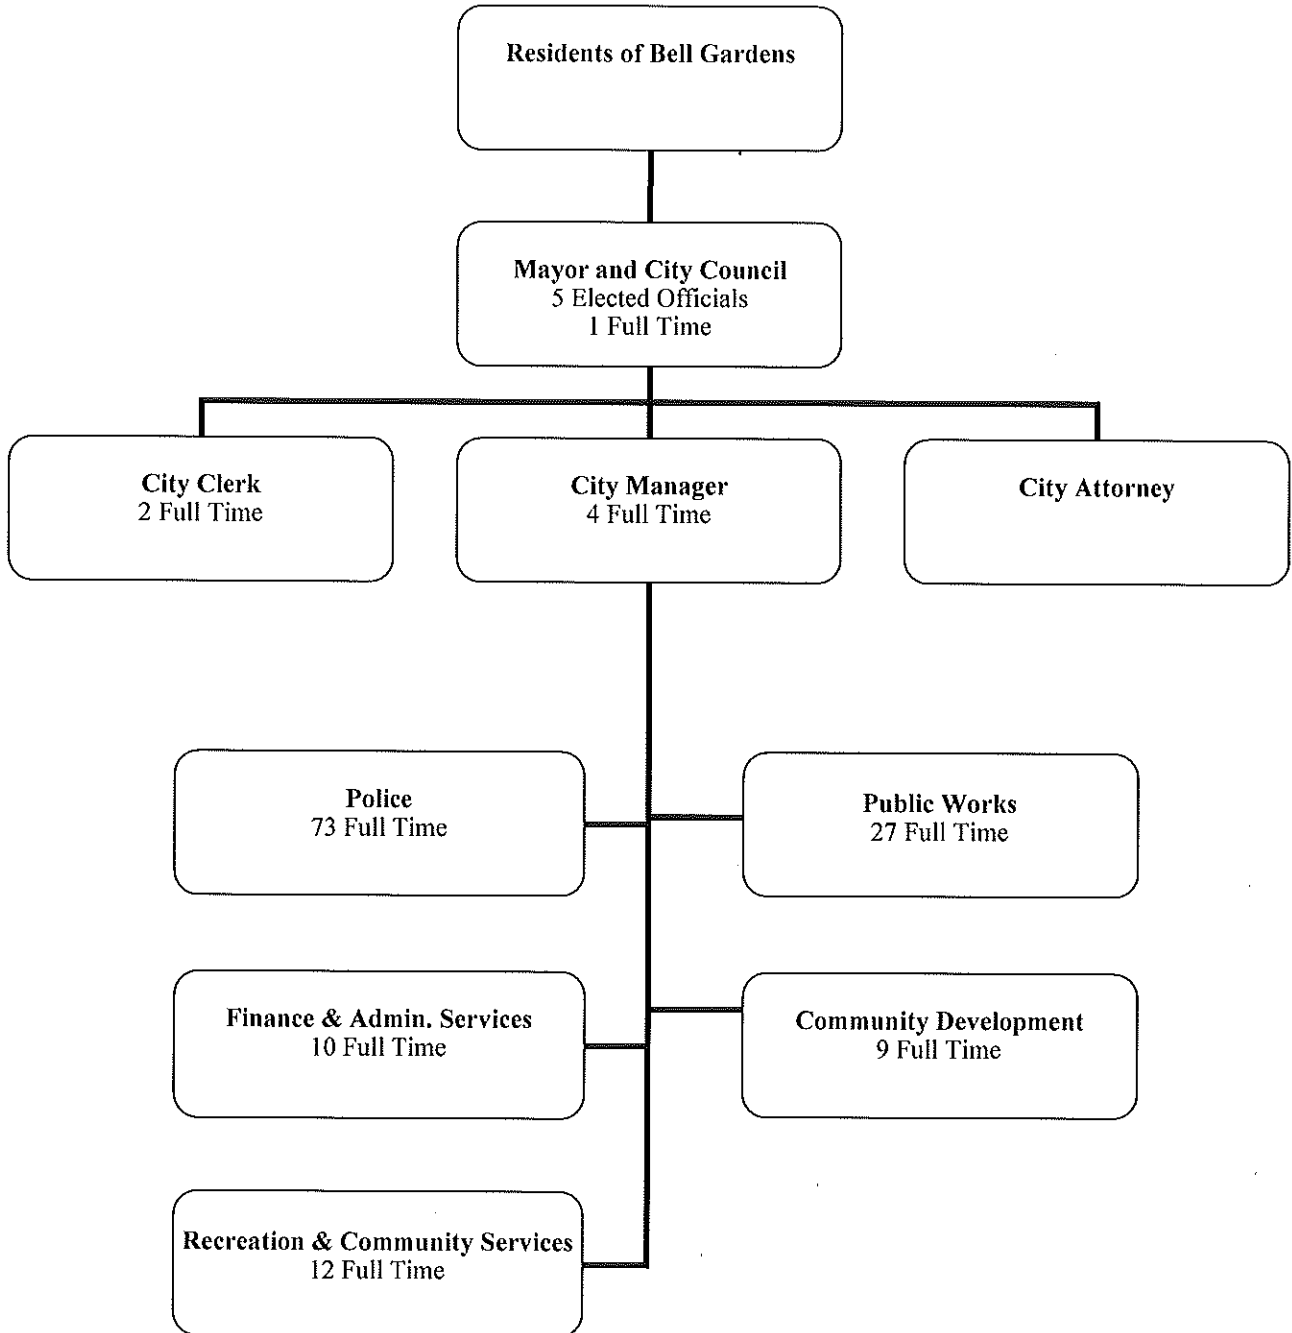 Residents of Bell Gardens
Mayor and City Council
5 Elected Officials
1 Full Time
City Clerk
2 Full Time
City Manager
4 Full Time
City Attorney
Police
73 Full Time
Public Works
27 Full Time
Finance & Admin. Services
10 Full Time
Community Development
9 Full Time
Recreation & Community Services
12 Full Time